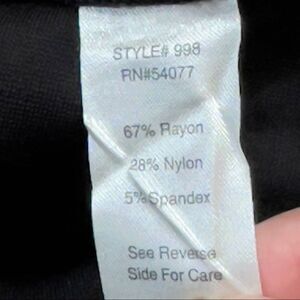 STYLE# 998
RN#54077
67% Rayon
28% Nylon
5% Spandex
See Reverse
Side For Care